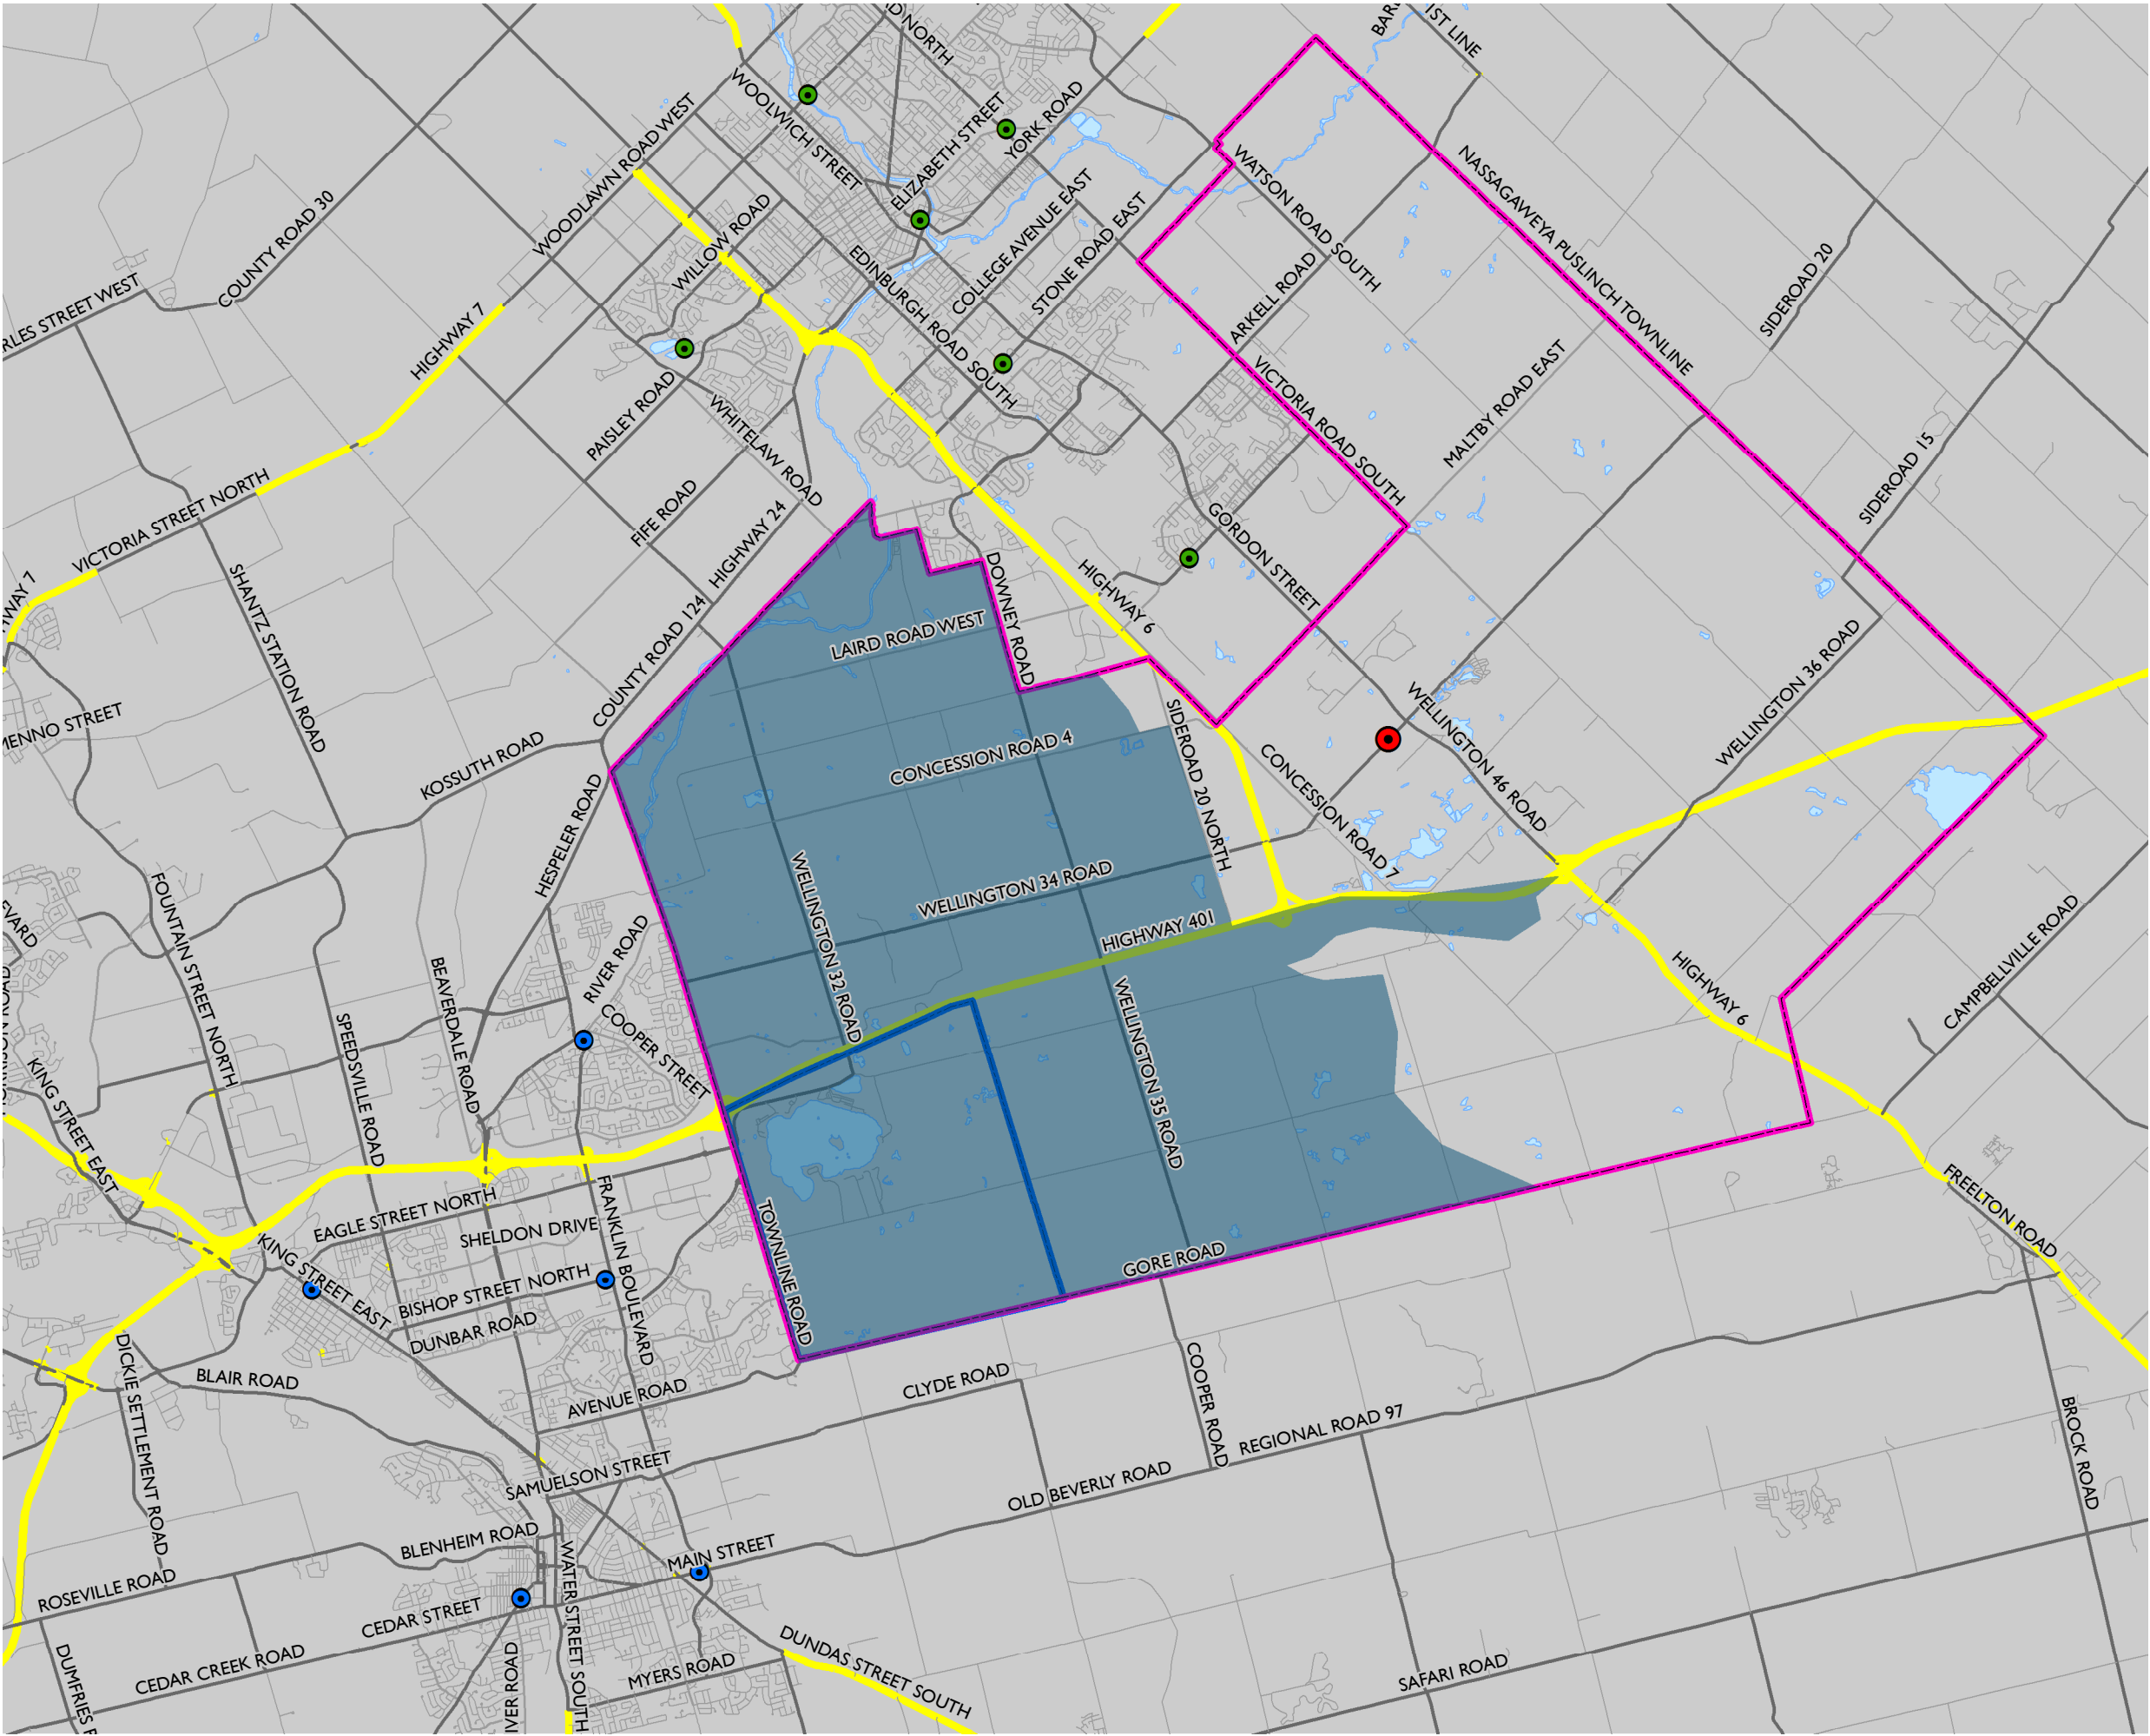 WOOLWICH STREET
ELIZABETH STREET
YORK ROAD
WOODLAWN ROAD WEST
WILLOW ROAD
COLLEGE AVENUE EAST
STONE ROAD EAST
EDINBURGH ROAD SOUTH
WATSON ROAD SOUTH
NASSAGAWEYA PUSLINCH TOWNLINE
COUNTY ROAD 30
HIGHWAY 7
SIDEROAD 20
ARKELL ROAD
VICTORIA ROAD SOUTH
MALTBY ROAD EAST
PAISLEY ROAD
WHITELAW ROAD
SIDEROAD 15
VICTORIA STREET NORTH
FIFE ROAD
HIGHWAY 24
GORDON STREET
HIGHWAY 6
DOWNEY ROAD
LAIRD ROAD WEST
SHANTZ STATION ROAD
COUNTY ROAD 124
WELLINGTON 36 ROAD
KOSSUTH ROAD
CONCESSION ROAD 4
SIDEROAD 20 NORTH
WELLINGTON 46 ROAD
CONCESSION ROAD 7
HESPELER ROAD
WELLINGTON 32 ROAD
WELLINGTON 34 ROAD
HIGHWAY 401
FOUNTAIN STREET NORTH
RIVER ROAD
COOPER STREET
BEAVERDALE ROAD
SPEEDSVILLE ROAD
WELLINGTON 35 ROAD
HIGHWAY 6
CAMPBELLVILLE ROAD
KING STREET EAST
EAGLE STREET NORTH
SHELDON DRIVE
FRANKLIN BOULEVARD
TOWNLINE ROAD
GORE ROAD
FREELTON ROAD
KING STREET EAST
BISHOP STREET NORTH
DUNBAR ROAD
DICKIE SETTLEMENT ROAD
BLAIR ROAD
AVENUE ROAD
CLYDE ROAD
COOPER ROAD
REGIONAL ROAD 97
BROCK ROAD
SAMUELSON STREET
OLD BEVERLY ROAD
BLENHEIM ROAD
MAIN STREET
WATER STREET SOUTH
ROSEVILLE ROAD
CEDAR STREET
CEDAR CREEK ROAD
MYERS ROAD
DUNDAS STREET SOUTH
SAFARI ROAD